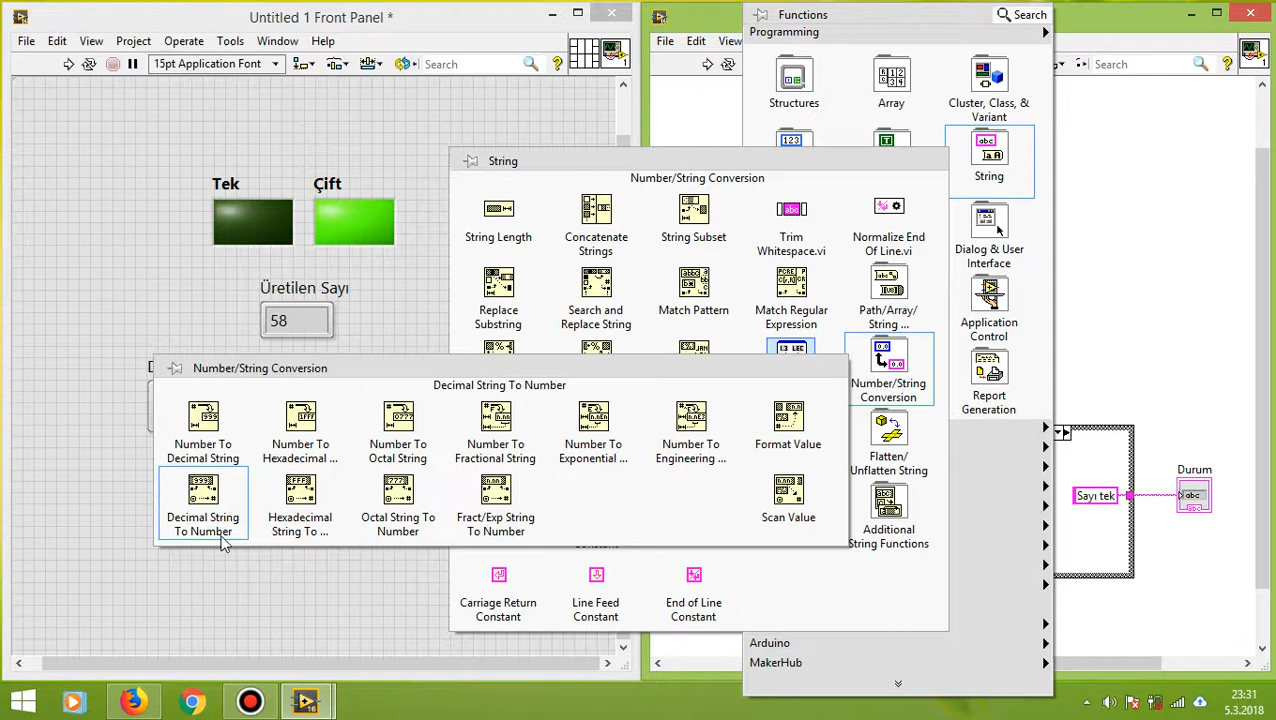 Untitled 1 Front Panel *
File Edit View Project Operate Tools Window Help
15pt Application Font
Search
Tek
Çift
Üretilen Sayı
58
File Edit
Search
Functions
Search
Programming
Structures
Array
Cluster, Class, &
Variant
String
Dialog & User
Interface
Application
Control
Report
Generation
Arduino
MakerHub
String
Number/String Conversion
String Length
Concatenate
Strings
String Subset
Trim
Whitespace.vi
Normalize End
Of Line.vi
Replace
Substring
Search and
Replace String
Match Pattern
Match Regular
Expression
Path/Array/
String ...
Number/String
Conversion
Flatten/
Unflatten String
Additional
String Functions
Carriage Return
Constant
Line Feed
Constant
End of Line
Constant
Number/String Conversion
Decimal String To Number
Number To
Decimal String
Number To
Hexadecimal ...
Number To
Octal String
Number To
Fractional String
Number To
Exponential ...
Number To
Engineering ...
Format Value
Decimal String
To Number
Hexadecimal
String To ...
Octal String To
Number
Fract/Exp String
To Number
Scan Value
Sayı tek
Durum
abc
23:31
5.3.2018